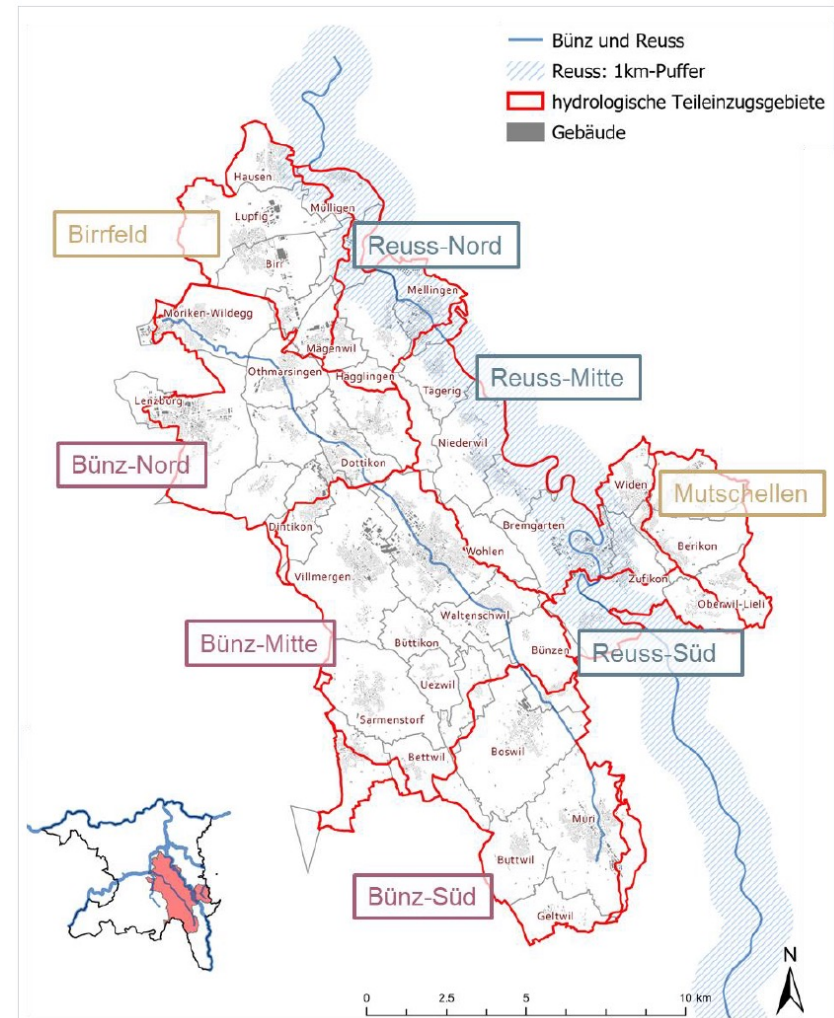 Bünz und Reuss
Reuss: 1km-Puffer
hydrologische Teileinzugsgebiete
Gebäude
Hausen
Mülligen
Lupfig
Birrfeld
Reuss-Nord
Birr
Mellingen
Möriken-Wildegg
Mägenwil
Othmarsingen
Hägglingen
Reuss-Mitte
Tägerig
Lenzburg
Niederwil
Bünz-Nord
Dottikon
Widen
Mutschellen
Dintikon
Bremgarten
Wohlen
Berikon
Villmergen
Zufikon
Oberwil-Lieli
Waltenschwil
Büttikon
Bünz-Mitte
Bünzen
Reuss-Süd
Uezwil
Sarmenstorf
Bettwil
Boswil
Muri
Buttwil
Bünz-Süd
Geltwil
N
0 2.5 5 10 km